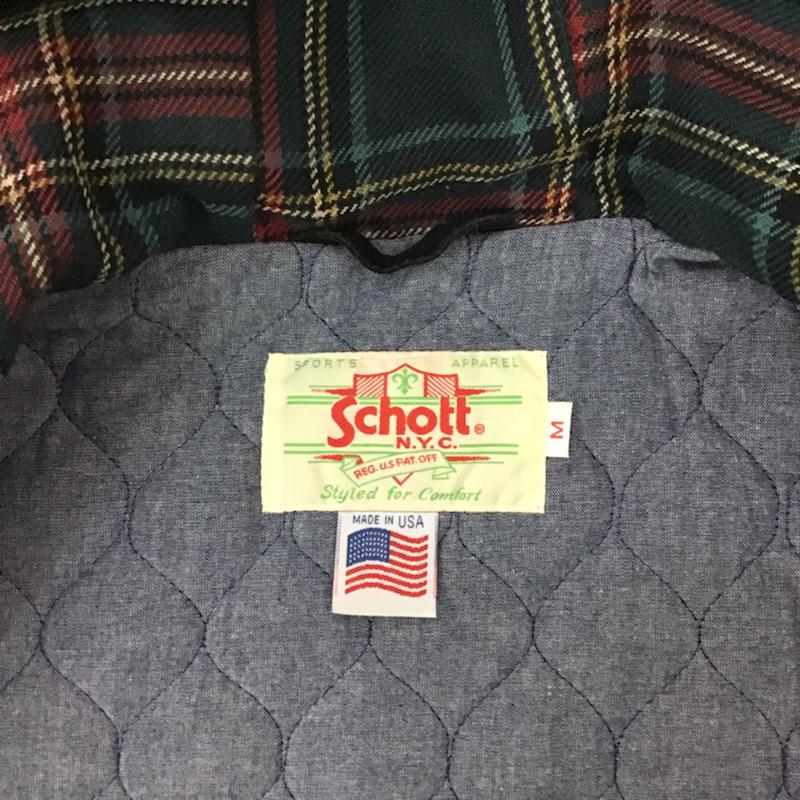 SPORTS APPAREL
Schott®
N.Y.C.
REG. U.S. PAT. OFF
Styled for Comfort
M
MADE IN USA